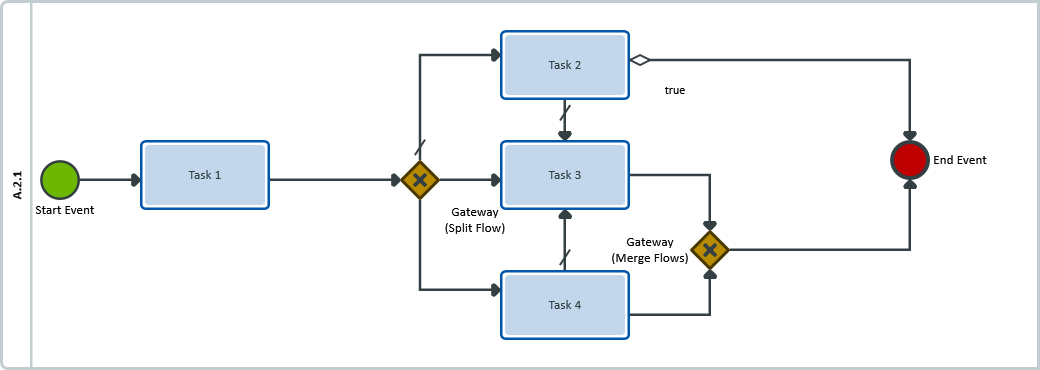 A.2.1
Start Event
Task 1
Gateway
(Split Flow)
Task 2
true
Task 3
Task 4
Gateway
(Merge Flows)
End Event